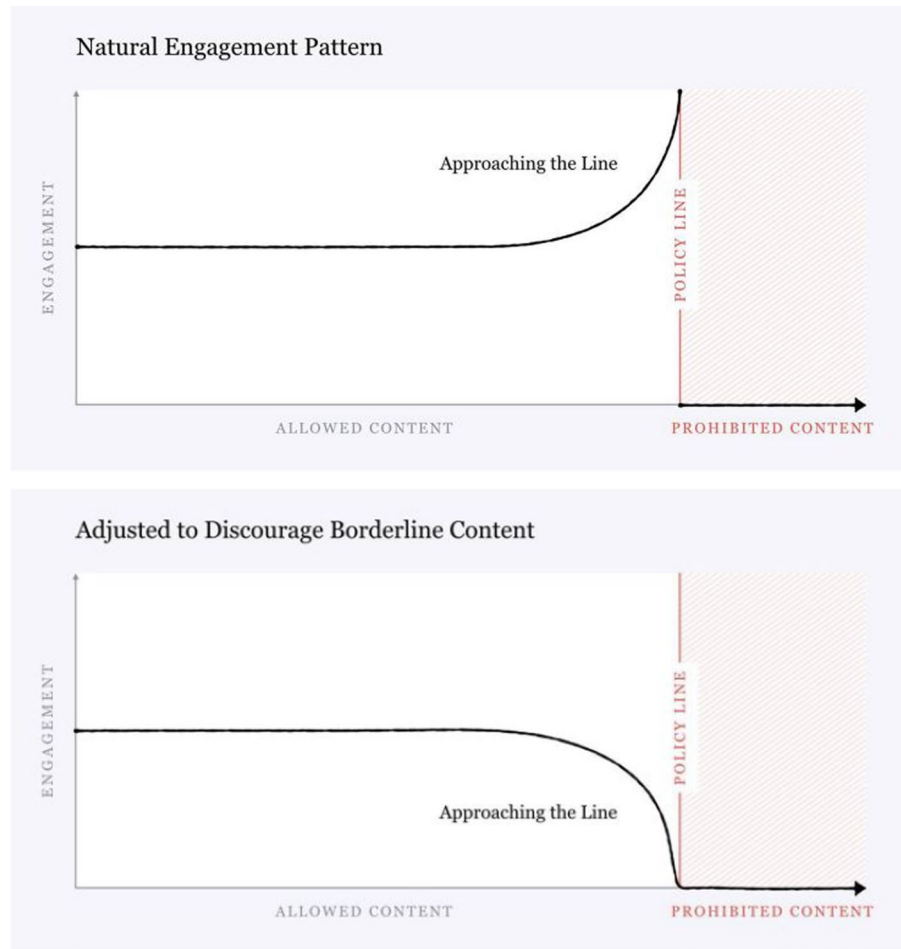 Natural Engagement Pattern
Approaching the Line
ENGAGEMENT
POLICY LINE
ALLOWED CONTENT
PROHIBITED CONTENT
Adjusted to Discourage Borderline Content
ENGAGEMENT
POLICY LINE
Approaching the Line
ALLOWED CONTENT
PROHIBITED CONTENT